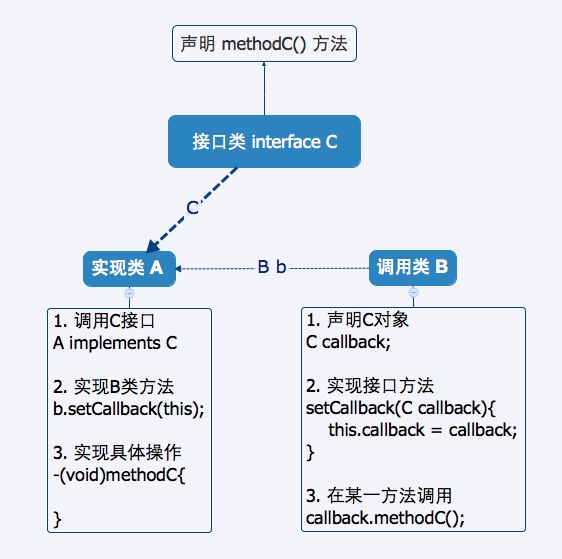 声明 methodC() 方法
接口类 interface C
C
实现类 A
B b
调用类 B
1. 调用C接口
A implements C
2. 实现B类方法
b.setCallback(this);
3. 实现具体操作
-(void)methodC{
}
1. 声明C对象
C callback;
2. 实现接口方法
setCallback(C callback){
this.callback = callback;
}
3. 在某一方法调用
callback.methodC();